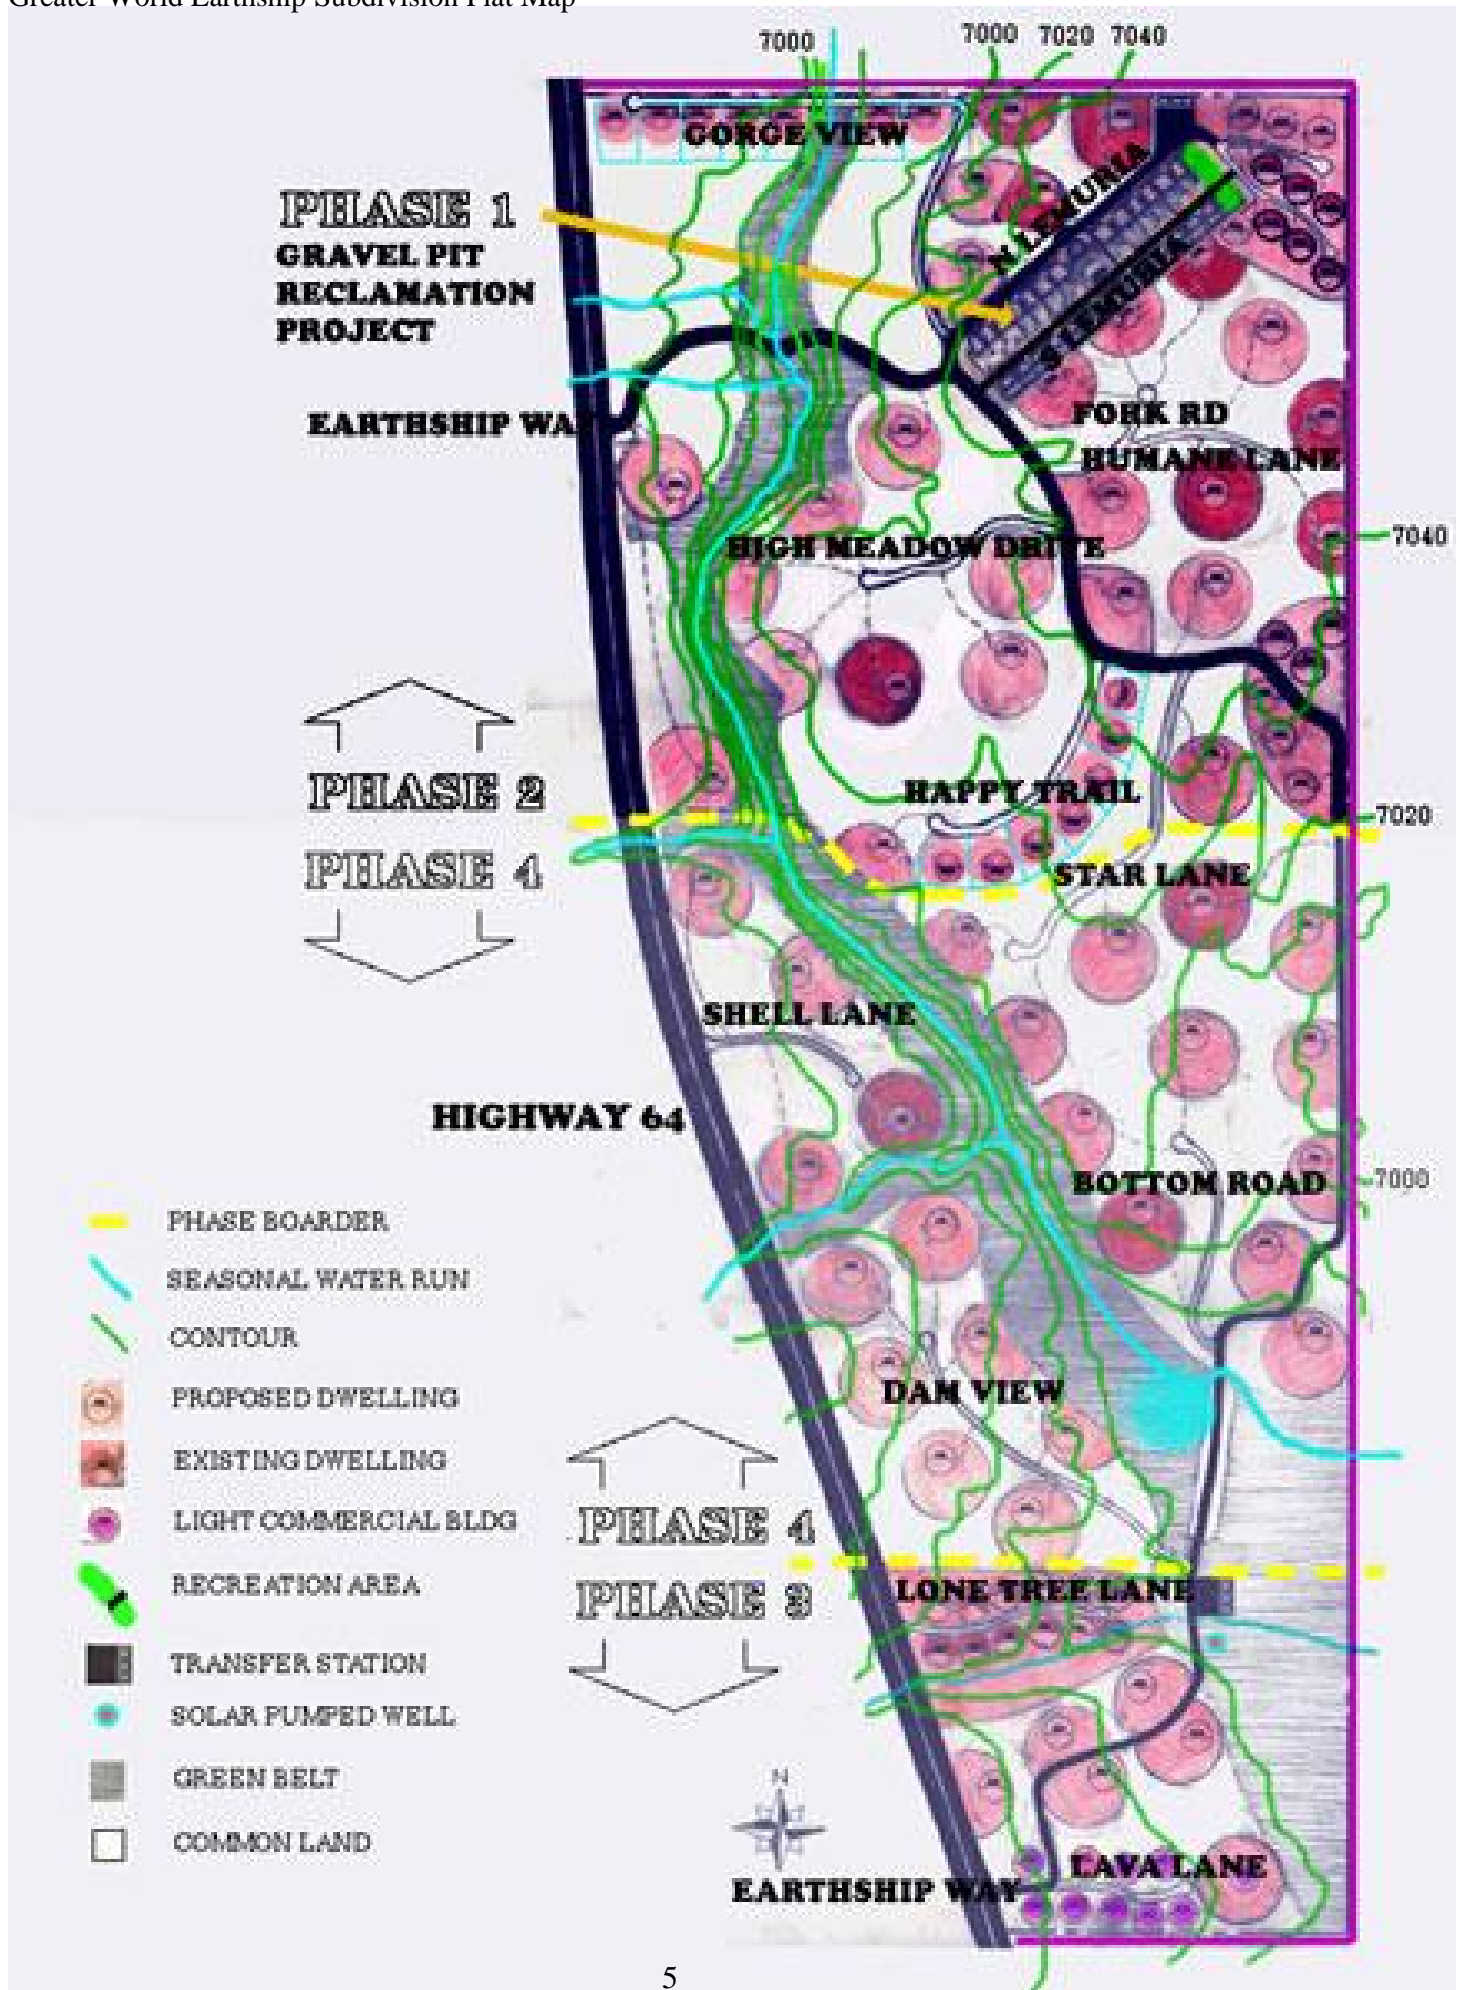 Greater World Earthship Subdivision Plat Map
7000
7000 7020 7040
GORGE VIEW
PHASE 1
GRAVEL PIT
RECLAMATION
PROJECT
N LEMURIA
S LEMURIA
EARTHSHIP WAY
FORK RD
HUMANE LANE
HIGH MEADOW DRIVE
7040
PHASE 2
HAPPY TRAIL
7020
PHASE 4
STAR LANE
SHELL LANE
HIGHWAY 64
BOTTOM ROAD
7000
PHASE BOARDER
SEASONAL WATER RUN
CONTOUR
PROPOSED DWELLING
EXISTING DWELLING
LIGHT COMMERCIAL BLDG
RECREATION AREA
TRANSFER STATION
SOLAR PUMPED WELL
GREEN BELT
COMMON LAND
DAM VIEW
PHASE 4
PHASE 3
LONE TREE LANE
N
LAVA LANE
EARTHSHIP WAY
5